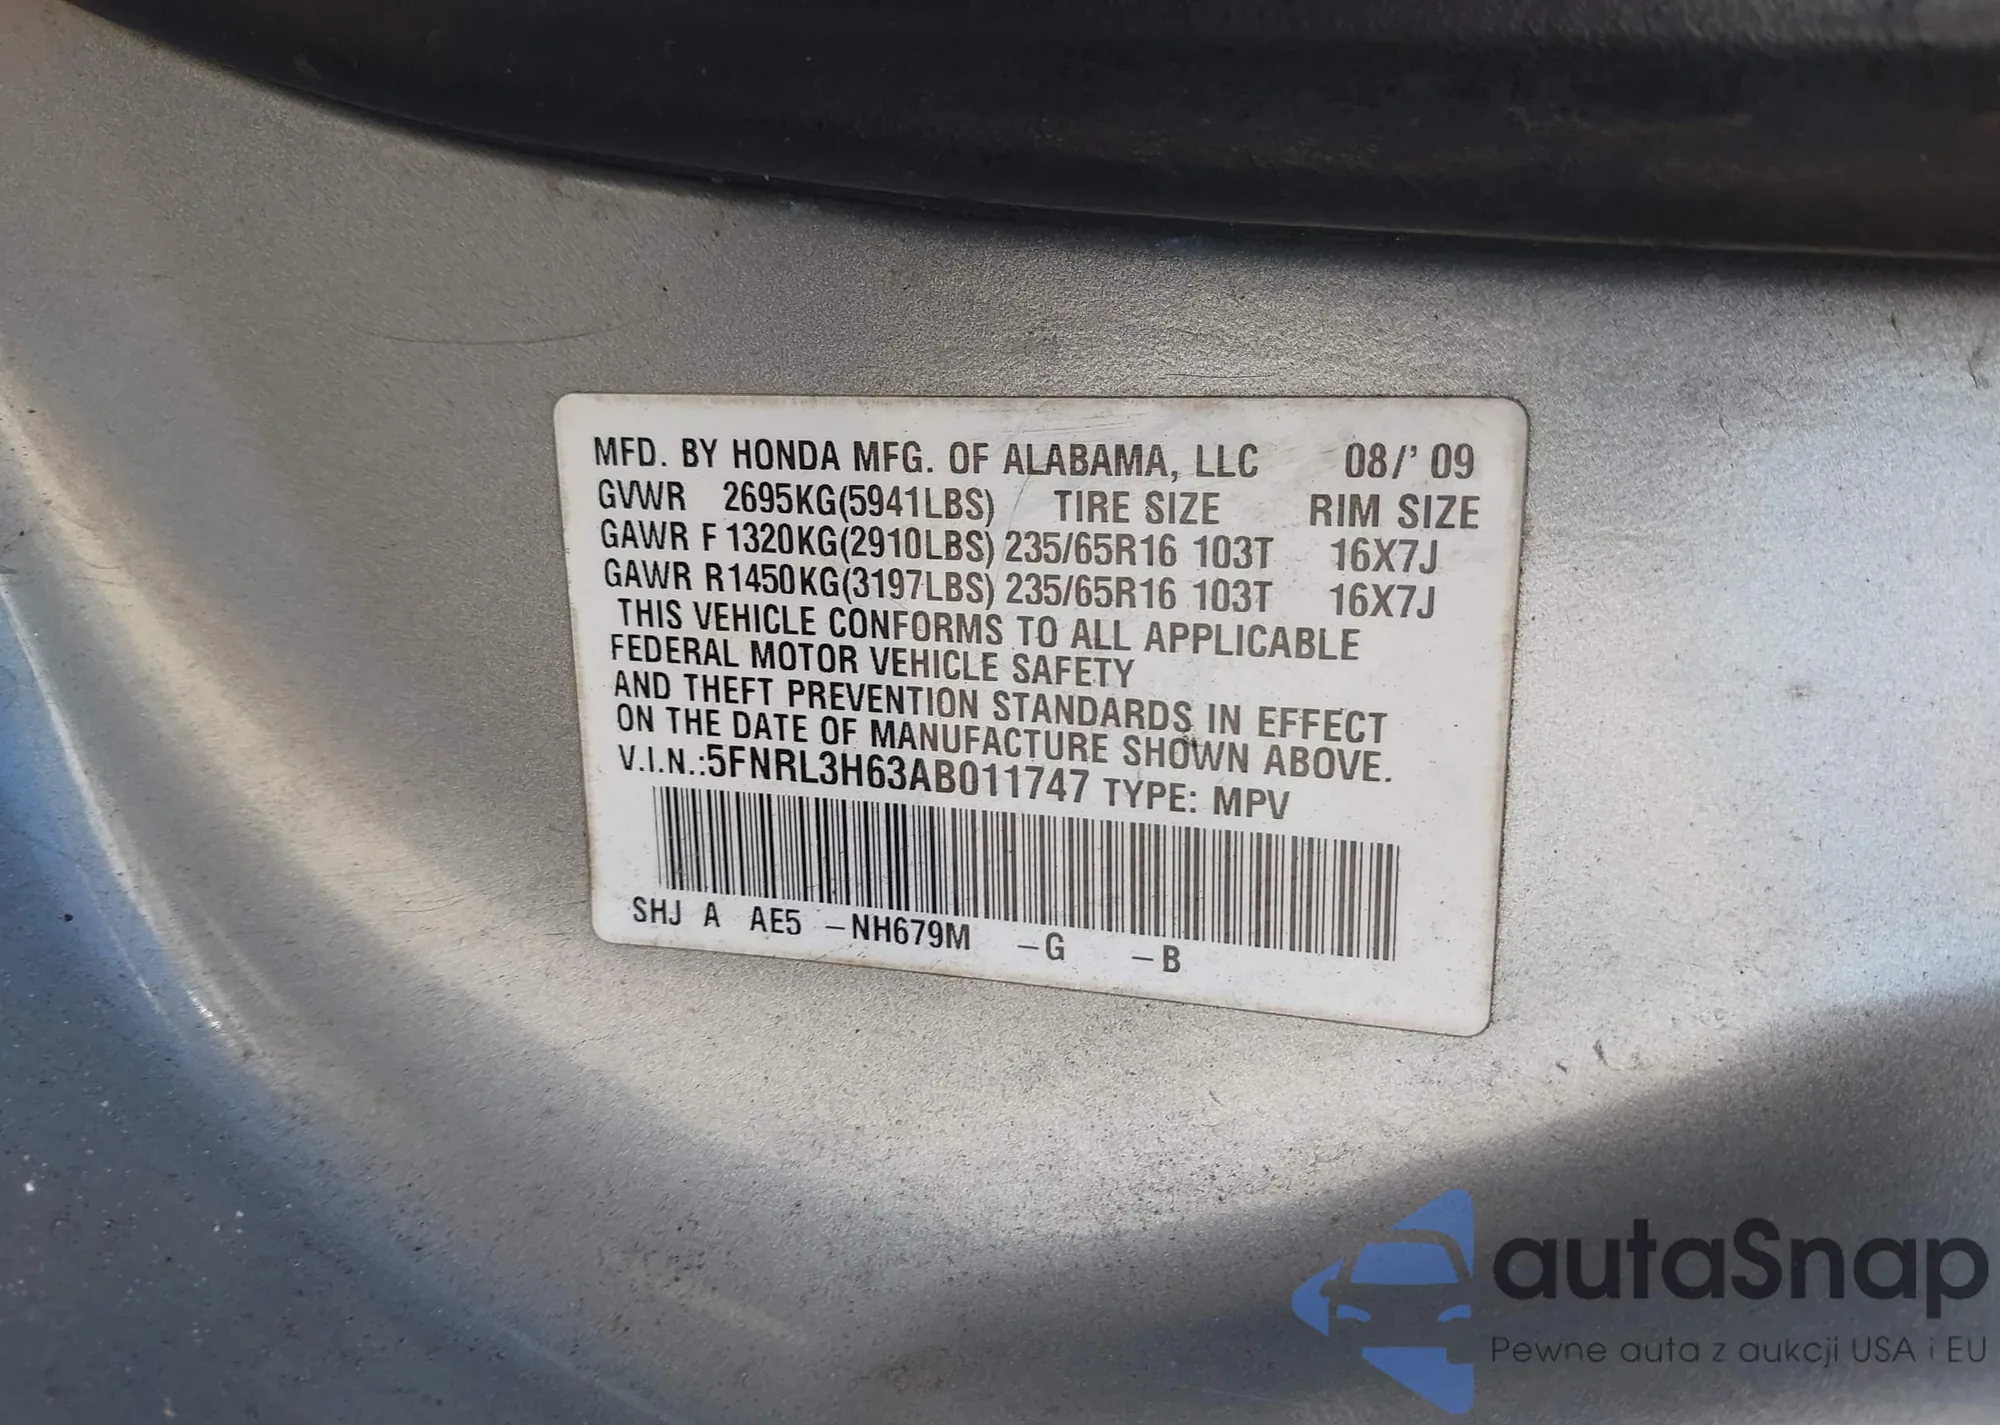 MFD. BY HONDA MFG. OF ALABAMA, LLC 08/' 09
GVWR 2695KG(5941LBS) TIRE SIZE RIM SIZE
GAWR F 1320KG(2910LBS) 235/65R16 103T 16X7J
GAWR R1450KG(3197LBS) 235/65R16 103T 16X7J
THIS VEHICLE CONFORMS TO ALL APPLICABLE
FEDERAL MOTOR VEHICLE SAFETY
AND THEFT PREVENTION STANDARDS IN EFFECT
ON THE DATE OF MANUFACTURE SHOWN ABOVE.
V.I.N.:5FNRL3H63AB011747 TYPE: MPV
SHJ A AE5 -NH679M -G -B
autaSnap
Pewne auta z aukcji USA i EU